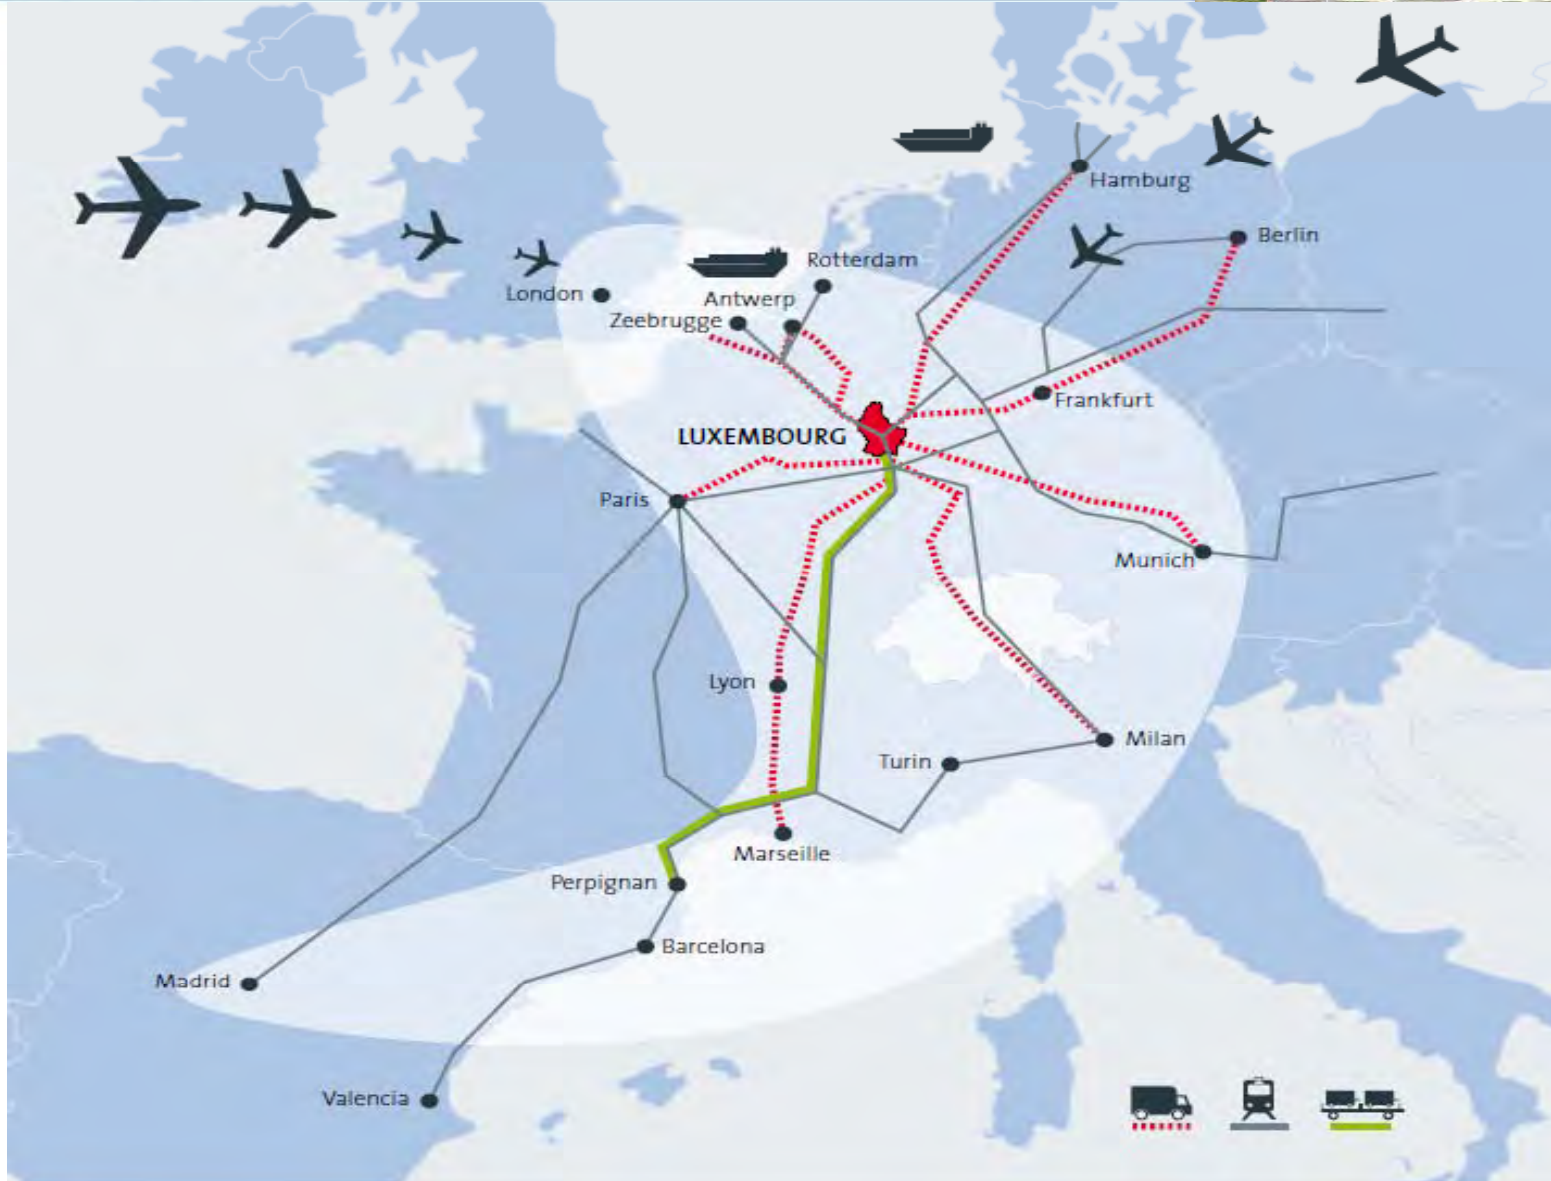 Hamburg
Berlin
Rotterdam
London
Antwerp
Zeebrugge
Frankfurt
LUXEMBOURG
Paris
Munich
Lyon
Milan
Turin
Marseille
Perpignan
Barcelona
Madrid
Valencia